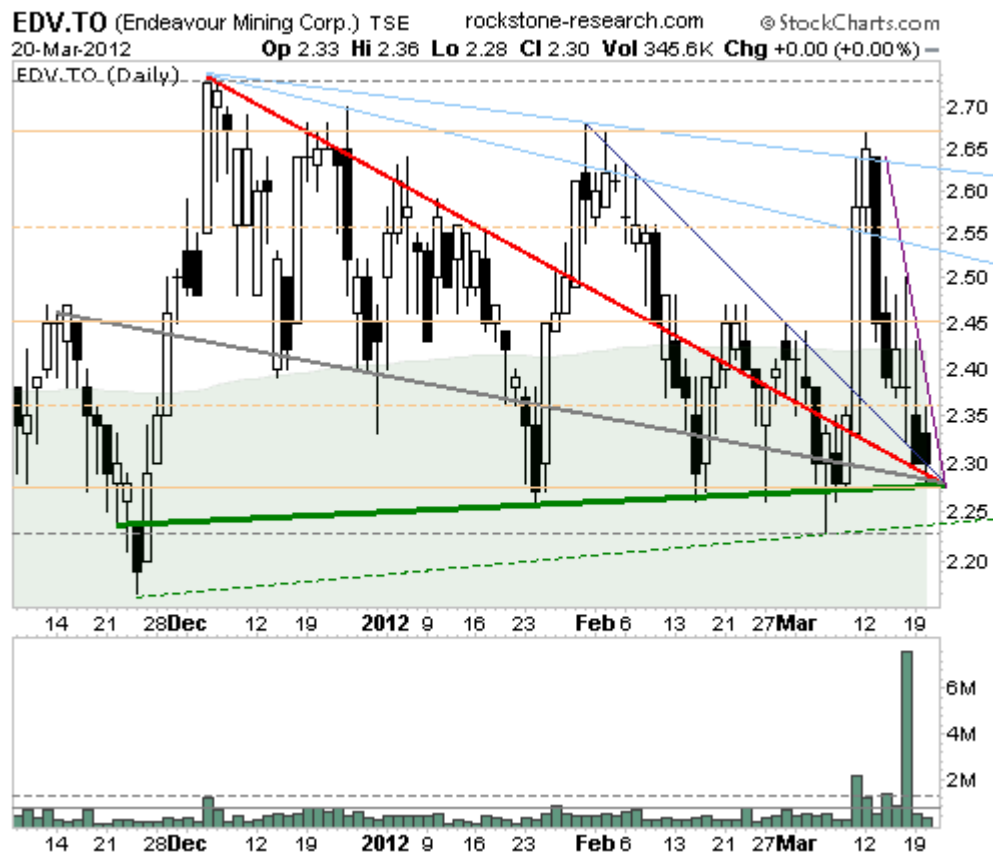 EDV.TO (Endeavour Mining Corp.) TSE rockstone-research.com © StockCharts.com
20-Mar-2012 Op 2.33 Hi 2.36 Lo 2.28 Cl 2.30 Vol 345.6K Chg +0.00 (+0.00%)
EDV.TO (Daily)
2.70
2.65
2.60
2.55
2.50
2.45
2.40
2.35
2.30
2.25
2.20
14 21 28 Dec 12 19 2012 9 16 23 Feb 6 13 21 27 Mar 12 19
6M
4M
2M
14 21 28 Dec 12 19 2012 9 16 23 Feb 6 13 21 27 Mar 12 19